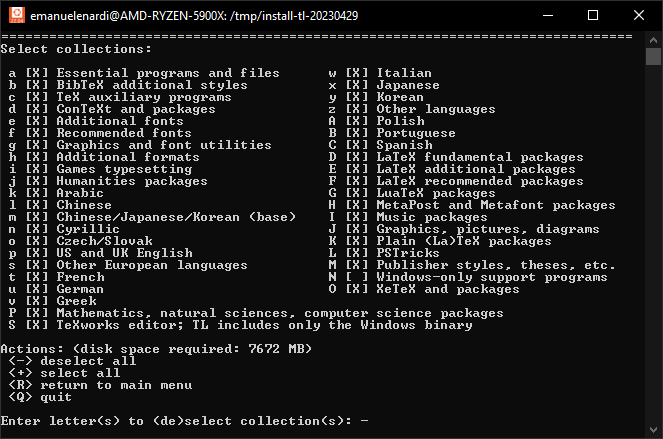 emanuelenardi@AMD-RYZEN-5900X: /tmp/install-tl-20230429
===============================================================================
Select collections:
a [X] Essential programs and files w [X] Italian
b [X] BibTeX additional styles x [X] Japanese
c [X] TeX auxiliary programs y [X] Korean
d [X] ConTeXt and packages z [X] Other languages
e [X] Additional fonts A [X] Polish
f [X] Recommended fonts B [X] Portuguese
g [X] Graphics and font utilities C [X] Spanish
h [X] Additional formats D [X] LaTeX fundamental packages
i [X] Games typesetting E [X] LaTeX additional packages
j [X] Humanities packages F [X] LaTeX recommended packages
k [X] Arabic G [X] LuaTeX packages
l [X] Chinese H [X] MetaPost and Metafont packages
m [X] Chinese/Japanese/Korean (base) I [X] Music packages
n [X] Cyrillic J [X] Graphics, pictures, diagrams
o [X] Czech/Slovak K [X] Plain (La)TeX packages
p [X] US and UK English L [X] PSTricks
s [X] Other European languages M [X] Publisher styles, theses, etc.
t [X] French N [ ] Windows-only support programs
u [X] German O [X] XeTeX and packages
v [X] Greek
P [X] Mathematics, natural sciences, computer science packages
S [X] TeXworks editor; TL includes only the Windows binary
Actions: (disk space required: 7672 MB)
<-> deselect all
<+> select all
<R> return to main menu
<Q> quit
Enter letter(s) to (de)select collection(s): -